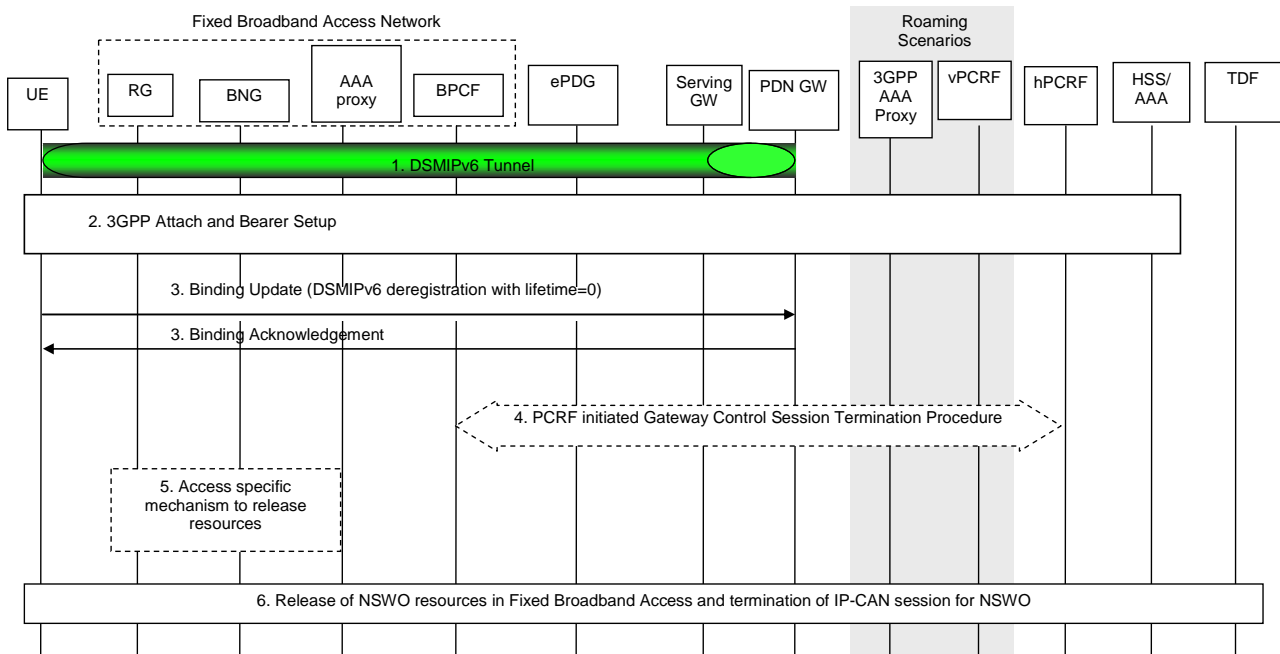 Fixed Broadband Access Network
Roaming
Scenarios
UE
RG
BNG
AAA
proxy
BPCF
ePDG
Serving
GW
PDN GW
3GPP
AAA
Proxy
vPCRF
hPCRF
HSS/
AAA
TDF
1. DSMIPv6 Tunnel
2. 3GPP Attach and Bearer Setup
3. Binding Update (DSMIPv6 deregistration with lifetime=0)
3. Binding Acknowledgement
4. PCRF initiated Gateway Control Session Termination Procedure
5. Access specific
mechanism to release
resources
6. Release of NSWO resources in Fixed Broadband Access and termination of IP-CAN session for NSWO